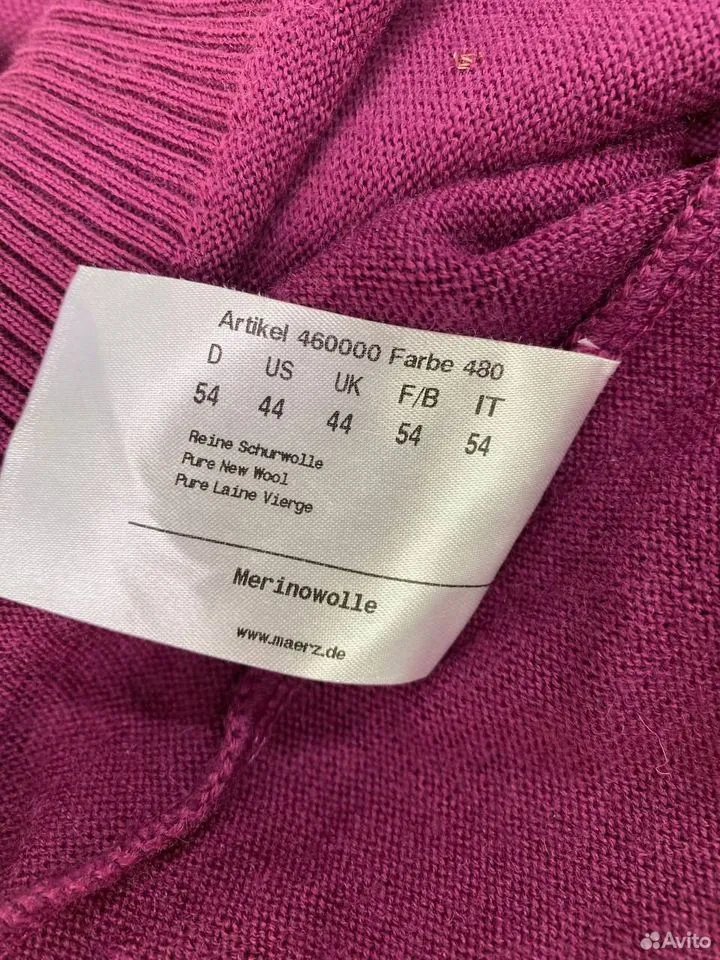 Artikel 460000 Farbe 480
D US UK F/B IT
54 44 44 54 54
Reine Schurwolle
Pure New Wool
Pure Laine Vierge
Merinowolle
www.maerz.de
Avito